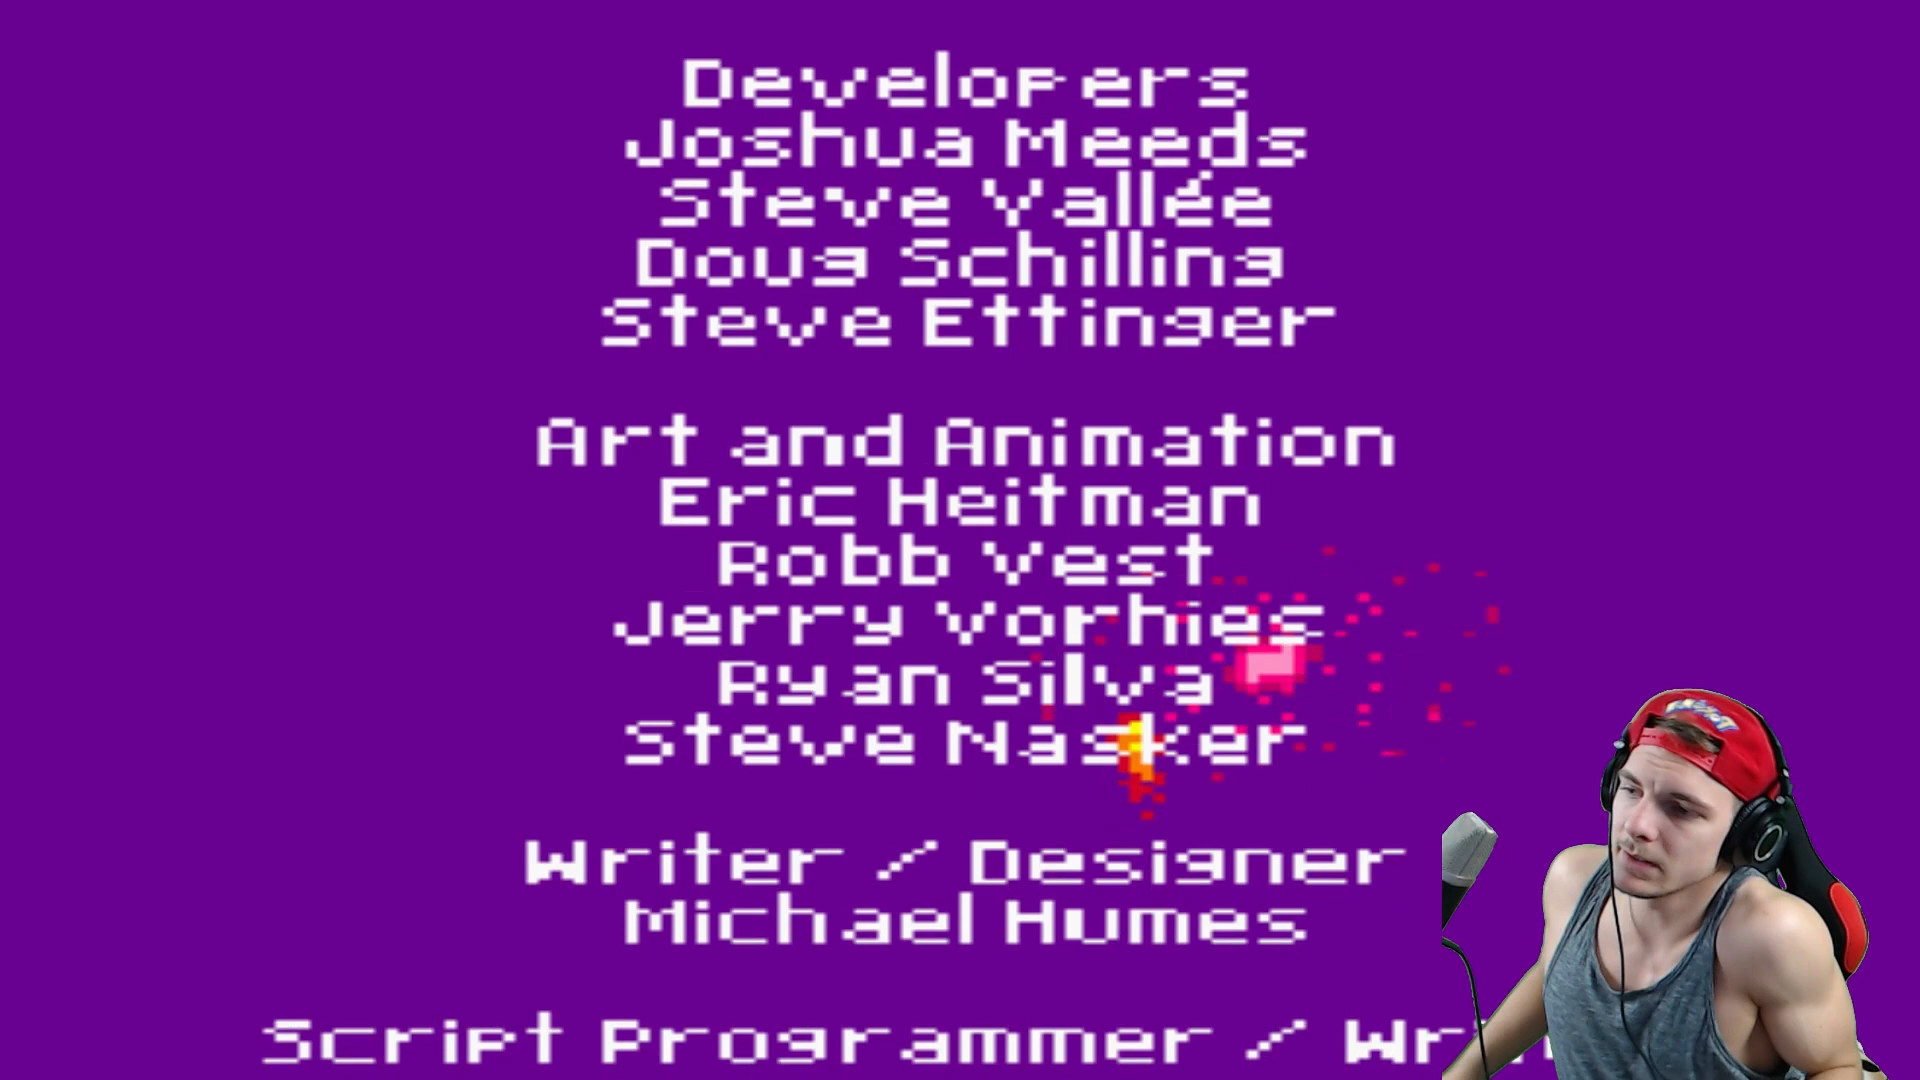 Developers
Joshua Meeds
Steve Vallée
Doug Schilling
Steve Ettinger
Art and Animation
Eric Heitman
Robb Vest
Jerry Vorhies
Ryan Silva
Steve Nasker
Writer / Designer
Michael Humes
Script Programmer /